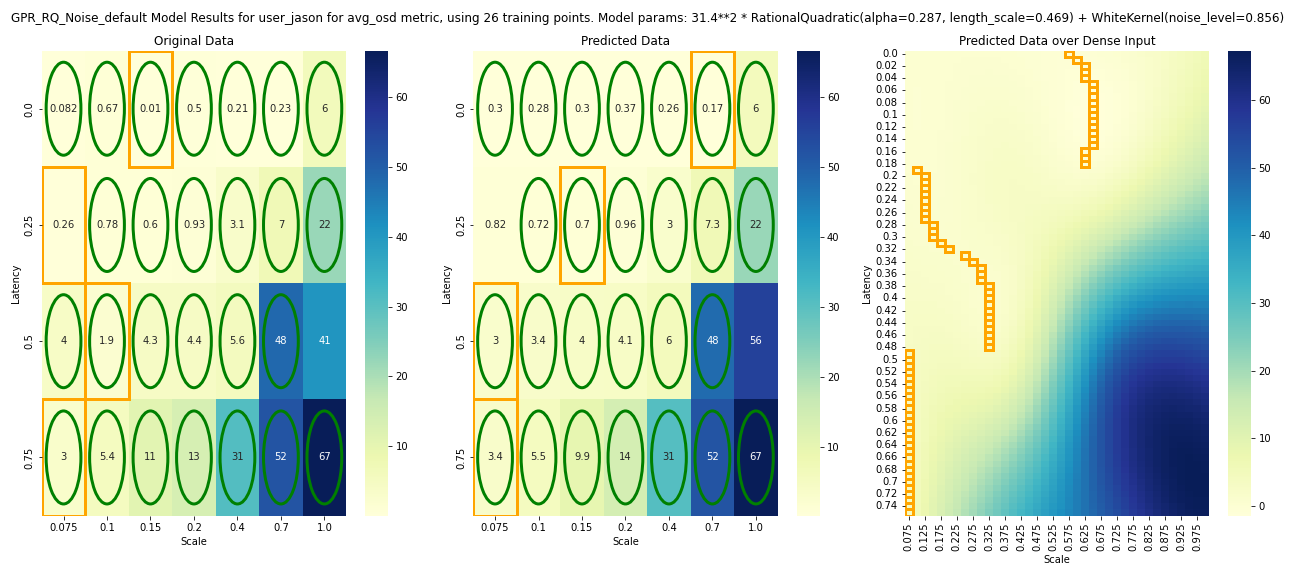 GPR_RQ_Noise_default Model Results for user_jason for avg_osd metric, using 26 training points. Model params: 31.4**2 * RationalQuadratic(alpha=0.287, length_scale=0.469) + WhiteKernel(noise_level=0.856)
Original Data
0.0 0.082 0.67 0.01 0.5 0.21 0.23 6
0.25 0.26 0.78 0.6 0.93 3.1 7 22
0.5 4 1.9 4.3 4.4 5.6 48 41
0.75 3 5.4 11 13 31 52 67
0.075 0.1 0.15 0.2 0.4 0.7 1.0
Scale
Latency
60
50
40
30
20
10
Predicted Data
0.0 0.3 0.28 0.3 0.37 0.26 0.17 6
0.25 0.82 0.72 0.7 0.96 3 7.3 22
0.5 3 3.4 4 4.1 6 48 56
0.75 3.4 5.5 9.9 14 31 52 67
0.075 0.1 0.15 0.2 0.4 0.7 1.0
Scale
Latency
60
50
40
30
20
10
Predicted Data over Dense Input
0.0
0.02
0.04
0.06
0.08
0.1
0.12
0.14
0.16
0.18
0.2
0.22
0.24
0.26
0.28
0.3
0.32
0.34
0.36
0.38
0.4
0.42
0.44
0.46
0.48
0.5
0.52
0.54
0.56
0.58
0.6
0.62
0.64
0.66
0.68
0.7
0.72
0.74
0.075 0.125 0.175 0.225 0.275 0.325 0.375 0.425 0.475 0.525 0.575 0.625 0.675 0.725 0.775 0.825 0.875 0.925 0.975
Scale
Latency
60
50
40
30
20
10
0